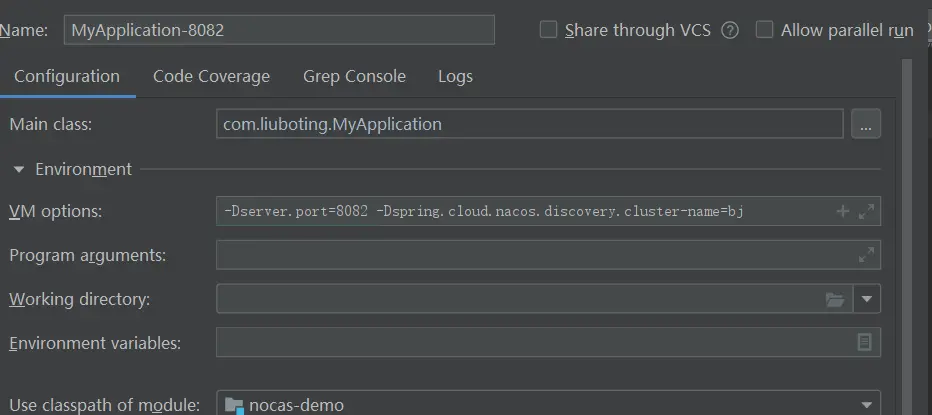 Name: MyApplication-8082 Share through VCS ? Allow parallel run
Configuration Code Coverage Grep Console Logs
Main class: com.liuboting.MyApplication ...
Environment
VM options: -Dserver.port=8082 -Dspring.cloud.nacos.discovery.cluster-name=bj
Program arguments:
Working directory:
Environment variables:
Use classpath of module: nocas-demo